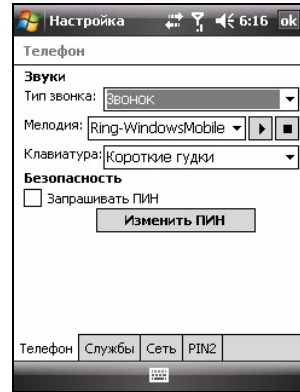 Настройка 6:16 ok
Телефон
Звуки
Тип звонка: Звонок
Мелодия: Ring-WindowsMobile
Клавиатура: Короткие гудки
Безопасность
Запрашивать ПИН
Изменить ПИН
Телефон Службы Сеть PIN2